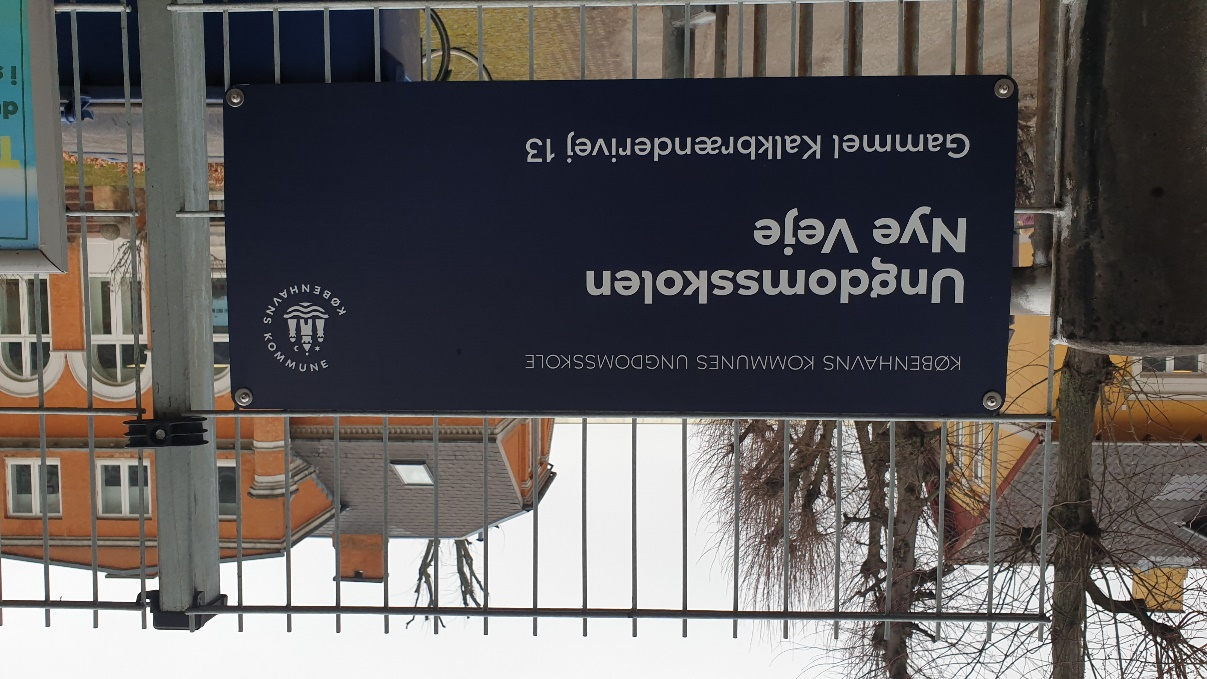 KØBENHAVNS KOMMUNES UNGDOMSSKOLE
Ungdomsskolen
Nye Veje
Gammel Kalkbrænderivej 13
KØBENHAVNS KOMMUNE